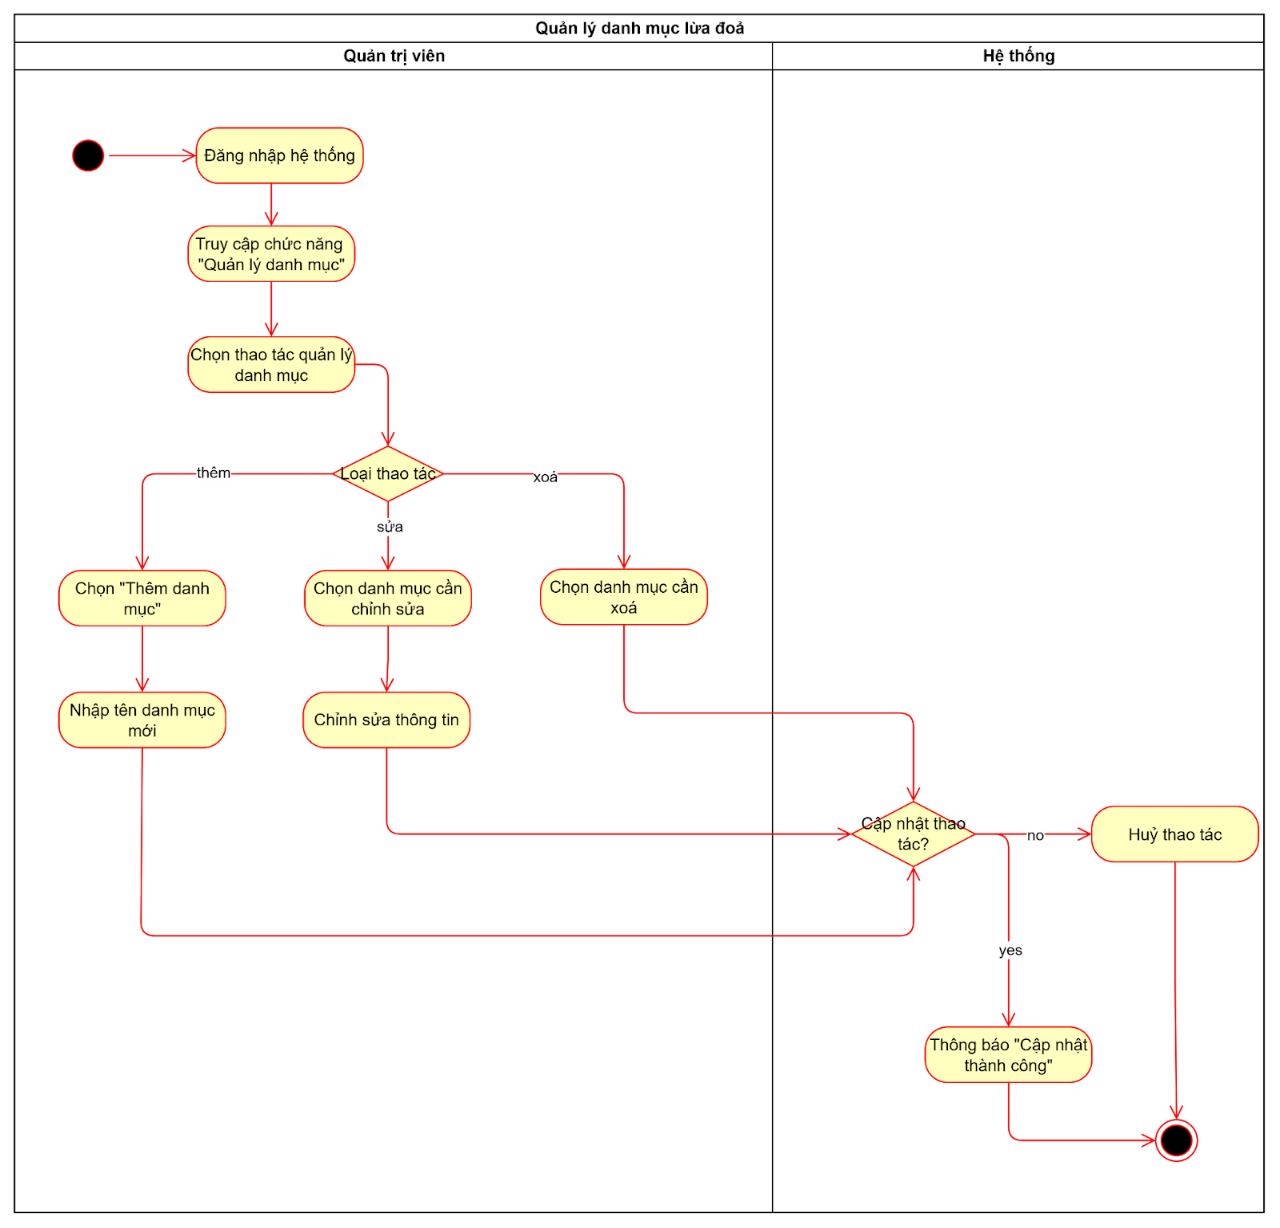 Quản lý danh mục lừa đoả
Quản trị viên
Hệ thống
Đăng nhập hệ thống
Truy cập chức năng
"Quản lý danh mục"
Chọn thao tác quản lý
danh mục
Loại thao tác
thêm
xoá
sửa
Chọn "Thêm danh
mục"
Chọn danh mục cần
chỉnh sửa
Chọn danh mục cần
xoá
Nhập tên danh mục
mới
Chỉnh sửa thông tin
Cập nhật thao
tác?
no
Huỷ thao tác
yes
Thông báo "Cập nhật
thành công"